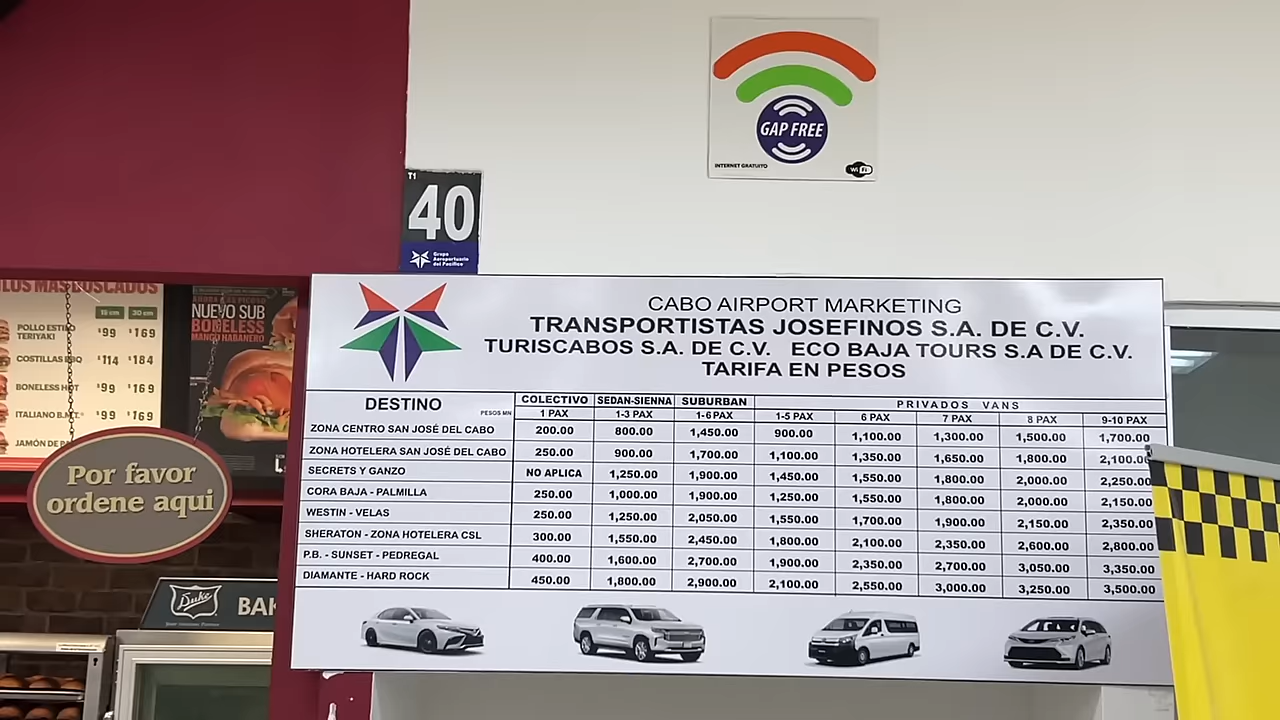 GAP FREE
INTERNET GRATUITO
Wi Fi
T1
40
Grupo
Aeroportuario
del Pacífico
MÁS BUSCADOS
15 cm 30 cm
POLLO
TERIYAKI $99 $169
COSTILLAS BBQ $114 $184
BONELESS HOT $99 $169
ITALIANO B.M.T.® $99 $169
JAMÓN DE
NUEVO SUB
BONELESS
MANGO HABANERO
Por favor
ordene aquí
Duke
BAK
CABO AIRPORT MARKETING
TRANSPORTISTAS JOSEFINOS S.A. DE C.V.
TURISCABOS S.A. DE C.V. ECO BAJA TOURS S.A DE C.V.
TARIFA EN PESOS
DESTINO PESOS MN COLECTIVO SEDAN-SIENNA SUBURBAN PRIVADOS VANS
1 PAX 1-3 PAX 1-6 PAX 1-5 PAX 6 PAX 7 PAX 8 PAX 9-10 PAX
ZONA CENTRO SAN JOSÉ DEL CABO 200.00 800.00 1,450.00 900.00 1,100.00 1,300.00 1,500.00 1,700.00
ZONA HOTELERA SAN JOSÉ DEL CABO 250.00 900.00 1,700.00 1,100.00 1,350.00 1,650.00 1,800.00 2,100.00
SECRETS Y GANZO NO APLICA 1,250.00 1,900.00 1,450.00 1,550.00 1,800.00 2,000.00 2,250.00
CORA BAJA - PALMILLA 250.00 1,000.00 1,900.00 1,250.00 1,550.00 1,800.00 2,000.00 2,150.00
WESTIN - VELAS 250.00 1,250.00 2,050.00 1,550.00 1,700.00 1,900.00 2,150.00 2,350.00
SHERATON - ZONA HOTELERA CSL 300.00 1,550.00 2,450.00 1,800.00 2,100.00 2,350.00 2,600.00 2,800.00
P.B. - SUNSET - PEDREGAL 400.00 1,600.00 2,700.00 1,900.00 2,350.00 2,700.00 3,050.00 3,350.00
DIAMANTE - HARD ROCK 450.00 1,800.00 2,900.00 2,100.00 2,550.00 3,000.00 3,250.00 3,500.00